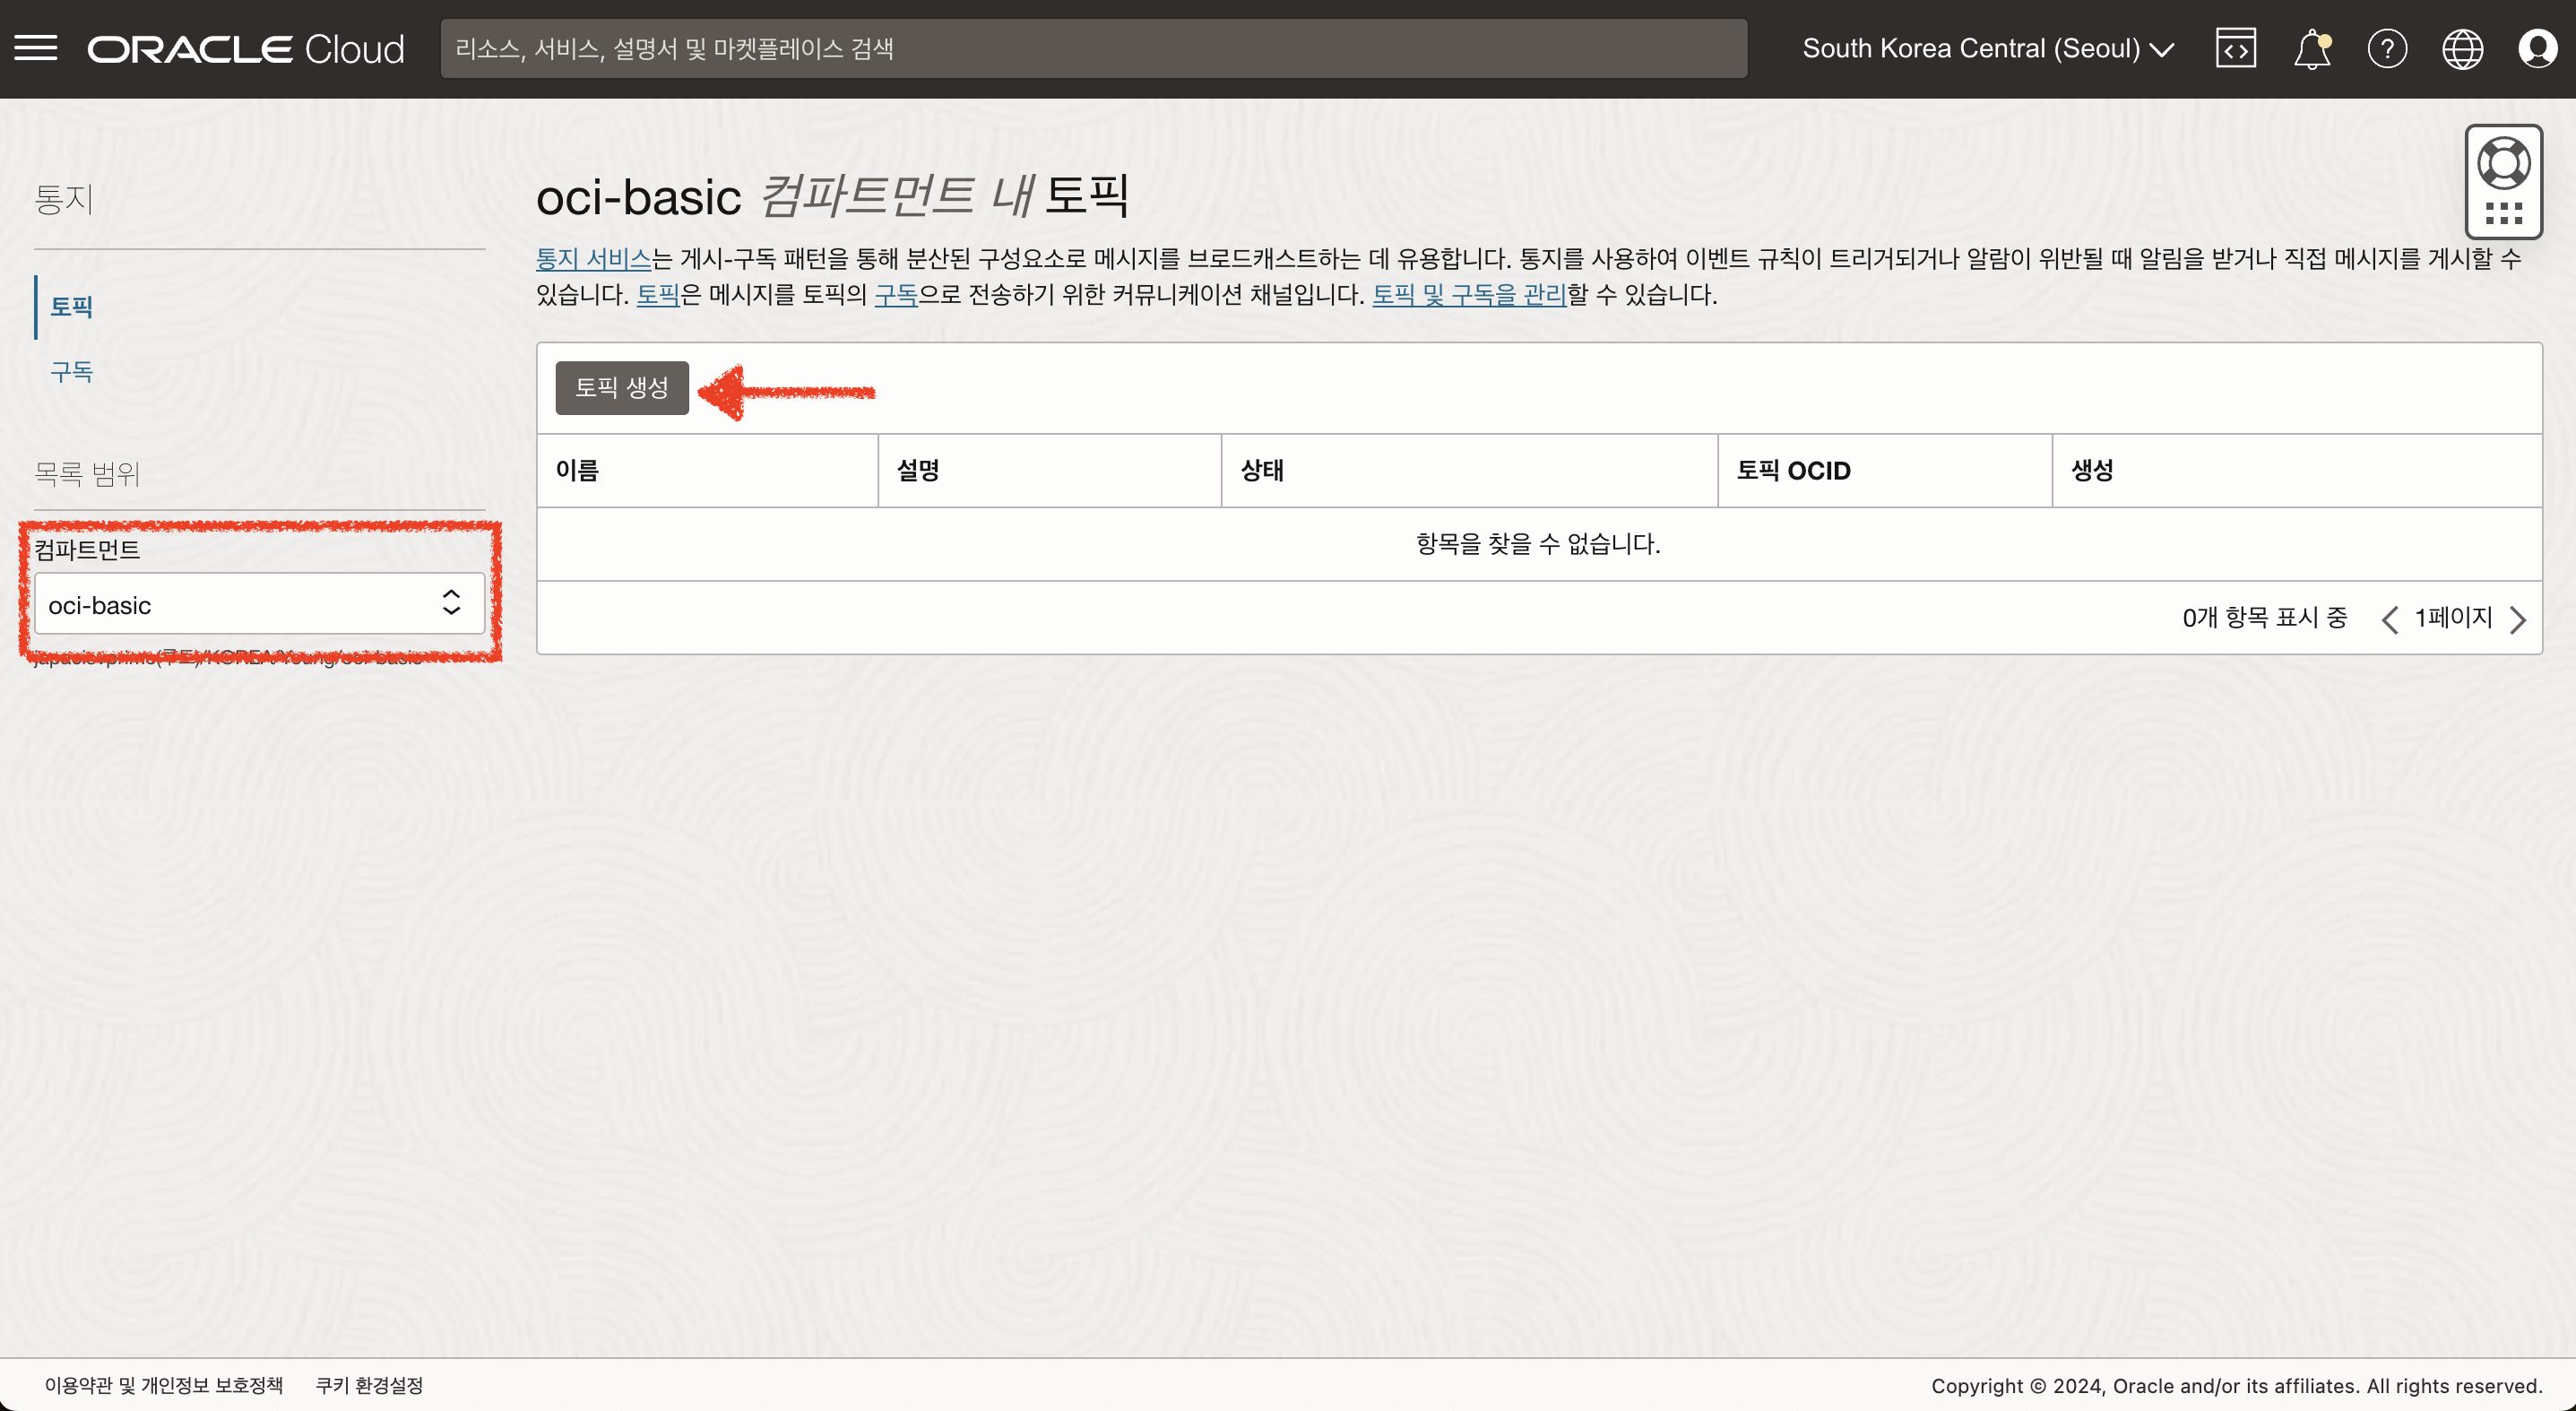 ORACLE Cloud
리소스, 서비스, 설명서 및 마켓플레이스 검색
South Korea Central (Seoul)
통지
토픽
구독
목록 범위
컴파트먼트
oci-basic
oci-basic 컴파트먼트 내 토픽
통지 서비스는 게시-구독 패턴을 통해 분산된 구성요소로 메시지를 브로드캐스트하는 데 유용합니다. 통지를 사용하여 이벤트 규칙이 트리거되거나 알람이 위반될 때 알림을 받거나 직접 메시지를 게시할 수
있습니다. 토픽은 메시지를 토픽의 구독으로 전송하기 위한 커뮤니케이션 채널입니다. 토픽 및 구독을 관리할 수 있습니다.
토픽 생성
이름 설명 상태 토픽 OCID 생성
항목을 찾을 수 없습니다.
0개 항목 표시 중 1페이지
이용약관 및 개인정보 보호정책 쿠키 환경설정
Copyright © 2024, Oracle and/or its affiliates. All rights reserved.